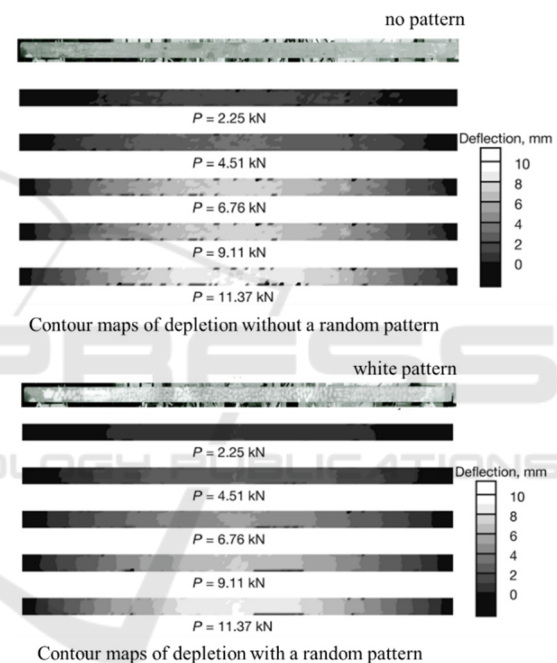 no pattern
P = 2.25 kN
Deflection, mm
P = 4.51 kN
10
8
P = 6.76 kN
6
4
P = 9.11 kN
2
0
P = 11.37 kN
Contour maps of depletion without a random pattern
PRESS
white pattern
P = 2.25 kN
OLOGY PUBLICATIONS
Deflection, mm
P = 4.51 kN
10
8
P = 6.76 kN
6
4
P = 9.11 kN
2
0
P = 11.37 kN
Contour maps of depletion with a random pattern